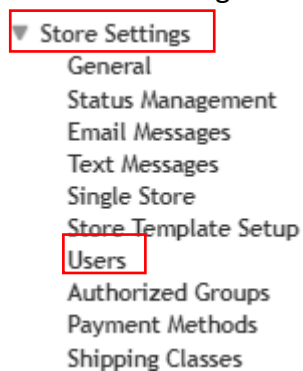 Store Settings
General
Status Management
Email Messages
Text Messages
Single Store
Store Template Setup
Users
Authorized Groups
Payment Methods
Shipping Classes